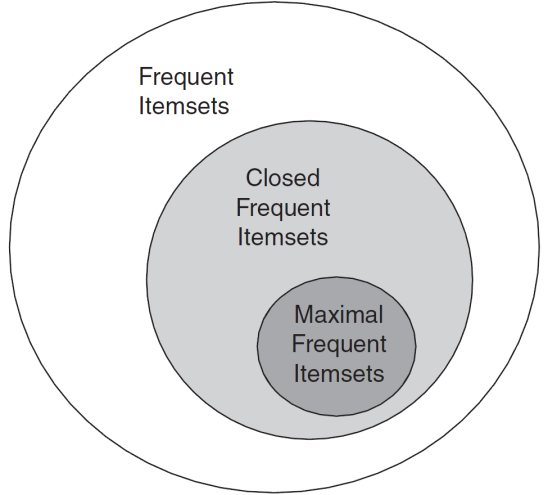 Frequent
Itemsets
Closed
Frequent
Itemsets
Maximal
Frequent
Itemsets